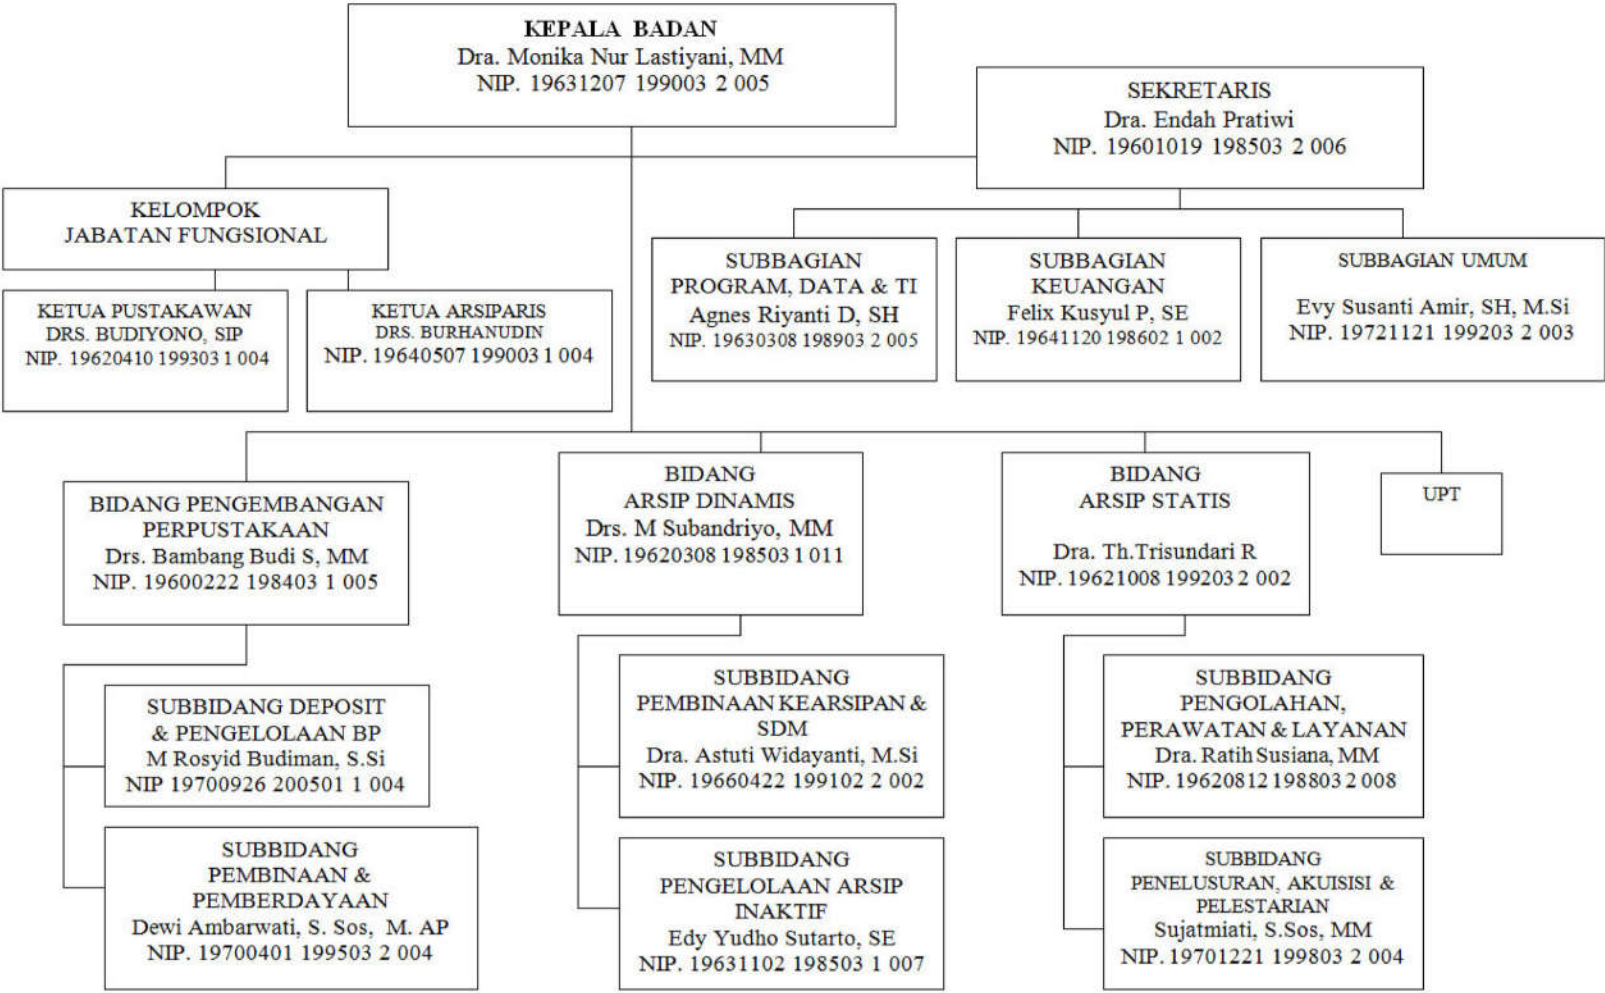 KEPALA BADAN
Dra. Monika Nur Lastiyani, MM
NIP. 19631207 199003 2 005
SEKRETARIS
Dra. Endah Pratiwi
NIP. 19601019 198503 2 006
KELOMPOK
JABATAN FUNGSIONAL
KETUA PUSTAKAWAN
DRS. BUDIYONO, SIP
NIP. 19620410 199303 1 004
KETUA ARSIPARIS
DRS. BURHANUDIN
NIP. 19640507 199003 1 004
SUBBAGIAN
PROGRAM, DATA & TI
Agnes Riyanti D, SH
NIP. 19630308 198903 2 005
SUBBAGIAN
KEUANGAN
Felix Kusyul P, SE
NIP. 19641120 198602 1 002
SUBBAGIAN UMUM
Evy Susanti Amir, SH, M.Si
NIP. 19721121 199203 2 003
BIDANG PENGEMBANGAN
PERPUSTAKAAN
Drs. Bambang Budi S, MM
NIP. 19600222 198403 1 005
BIDANG
ARSIP DINAMIS
Drs. M Subandriyo, MM
NIP. 19620308 198503 1 011
BIDANG
ARSIP STATIS
Dra. Th.Trisundari R
NIP. 19621008 199203 2 002
UPT
SUBBIDANG DEPOSIT
& PENGELOLAAN BP
M Rosyid Budiman, S.Si
NIP 19700926 200501 1 004
SUBBIDANG
PEMBINAAN &
PEMBERDAYAAN
Dewi Ambarwati, S. Sos, M. AP
NIP. 19700401 199503 2 004
SUBBIDANG
PEMBINAAN KEARSIPAN &
SDM
Dra. Astuti Widayanti, M.Si
NIP. 19660422 199102 2 002
SUBBIDANG
PENGELOLAAN ARSIP
INAKTIF
Edy Yudho Sutarto, SE
NIP. 19631102 198503 1 007
SUBBIDANG
PENGOLAHAN,
PERAWATAN & LAYANAN
Dra. Ratih Susiana, MM
NIP. 19620812 198803 2 008
SUBBIDANG
PENELUSURAN, AKUISISI &
PELESTARIAN
Sujatmiati, S.Sos, MM
NIP. 19701221 199803 2 004